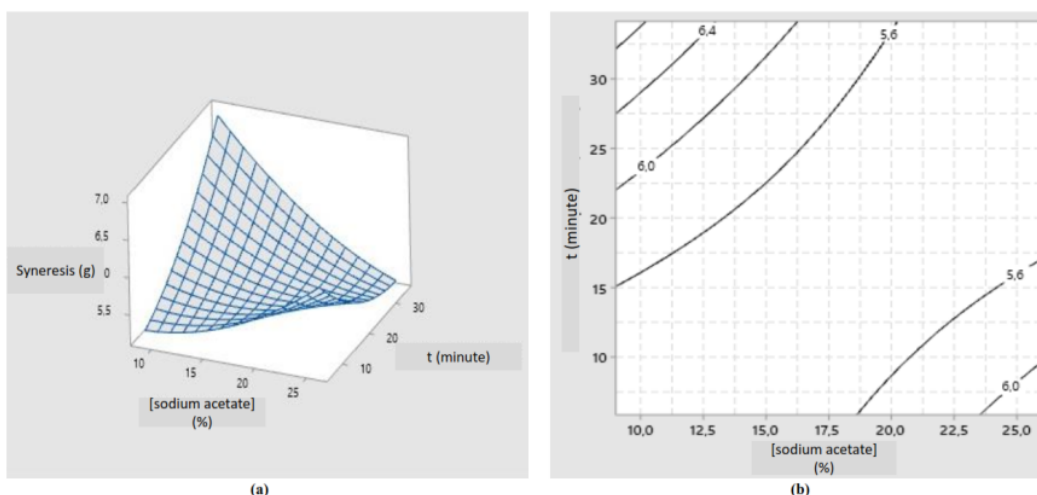 7,0
6,5
Syneresis (g) 0
5.5
10
15
20
25
10
20
30
t (minute)
[sodium acetate]
(%)
(a)
6,4
5,6
6,0
5,6
6,0
30
25
20
15
10
t (minute)
10,0 12,5 15,0 17,5 20,0 22,5 25,0
[sodium acetate]
(%)
(b)